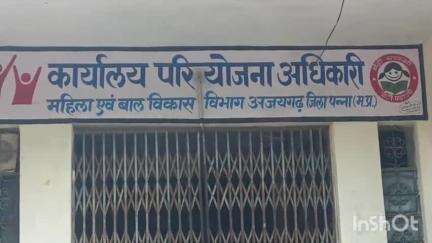 कार्यालय परियोजना अधिकारी
महिला एवं बाल विकास विभाग अजयगढ़ जिला पन्ना (म.प्र.)
InShOt